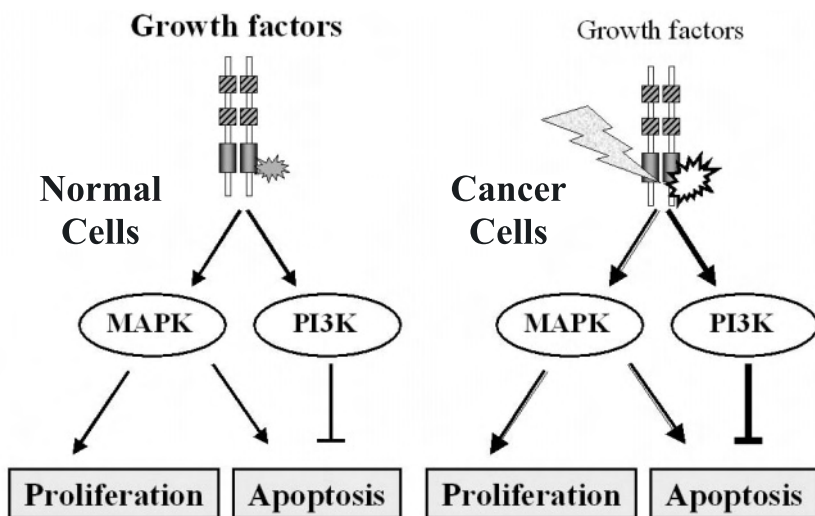 Growth factors
Normal
Cells
MAPK
PI3K
Proliferation
Apoptosis
Growth factors
Cancer
Cells
MAPK
PI3K
Proliferation
Apoptosis